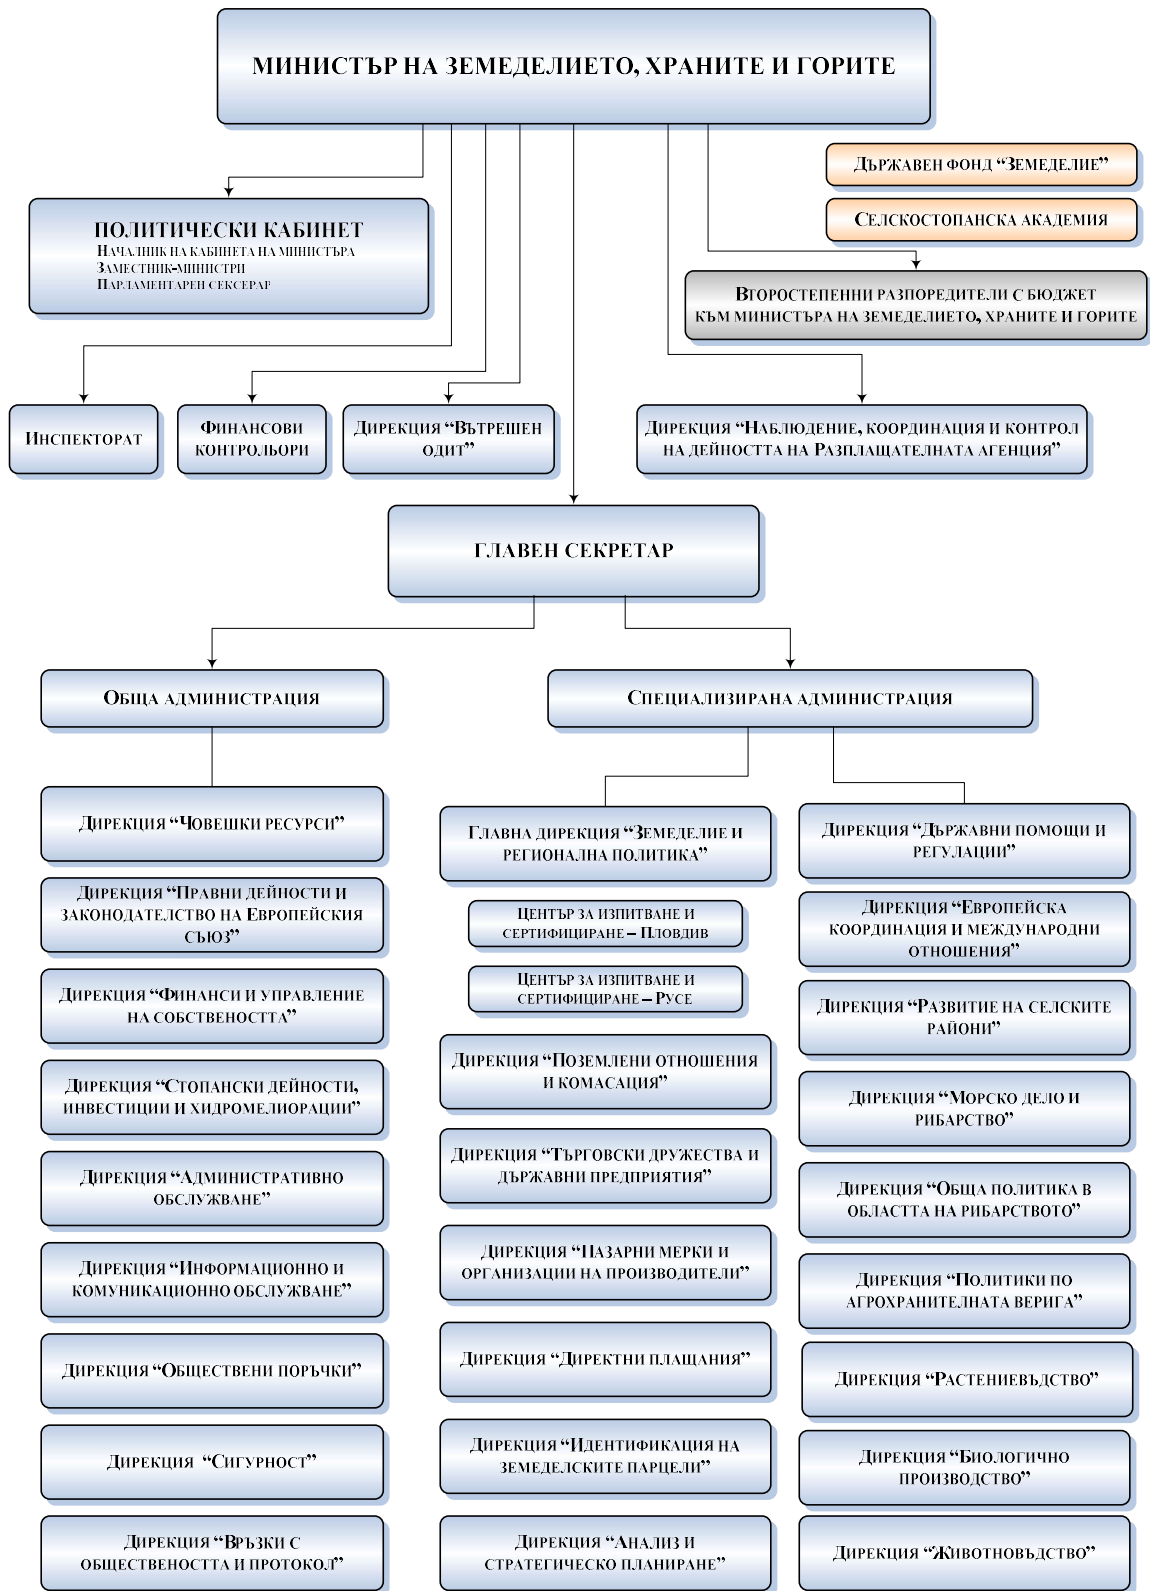 МИНИСТЪР НА ЗЕМЕДЕЛИЕТО, ХРАНИТЕ И ГОРИТЕ
ДЪРЖАВЕН ФОНД “ЗЕМЕДЕЛИЕ”
СЕЛСКОСТОПАНСКА АКАДЕМИЯ
ВТОРОСТЕПЕННИ РАЗПОРЕДИТЕЛИ С БЮДЖЕТ
КЪМ МИНИСТЪРА НА ЗЕМЕДЕЛИЕТО, ХРАНИТЕ И ГОРИТЕ
ПОЛИТИЧЕСКИ КАБИНЕТ
НАЧАЛНИК НА КАБИНЕТА НА МИНИСТЪРА
ЗАМЕСТНИК-МИНИСТРИ
ПАРЛАМЕНТАРЕН СЕКСЕРАР
ИНСПЕКТОРАТ
ФИНАНСОВИ
КОНТРОЛЬОРИ
ДИРЕКЦИЯ “ВЪТРЕШЕН
ОДИТ”
ДИРЕКЦИЯ “НАБЛЮДЕНИЕ, КООРДИНАЦИЯ И КОНТРОЛ
НА ДЕЙНОСТТА НА РАЗПЛАЩАТЕЛНАТА АГЕНЦИЯ”
ГЛАВЕН СЕКРЕТАР
ОБЩА АДМИНИСТРАЦИЯ
ДИРЕКЦИЯ “ЧОВЕШКИ РЕСУРСИ”
ДИРЕКЦИЯ “ПРАВНИ ДЕЙНОСТИ И
ЗАКОНОДАТЕЛСТВО НА ЕВРОПЕЙСКИЯ
СЪЮЗ”
ДИРЕКЦИЯ “ФИНАНСИ И УПРАВЛЕНИЕ
НА СОБСТВЕНОСТТА”
ДИРЕКЦИЯ “СТОПАНСКИ ДЕЙНОСТИ,
ИНВЕСТИЦИИ И ХИДРОМЕЛИОРАЦИИ”
ДИРЕКЦИЯ “АДМИНИСТРАТИВНО
ОБСЛУЖВАНЕ”
ДИРЕКЦИЯ “ИНФОРМАЦИОННО И
КОМУНИКАЦИОННО ОБСЛУЖВАНЕ”
ДИРЕКЦИЯ “ОБЩЕСТВЕНИ ПОРЪЧКИ”
ДИРЕКЦИЯ “СИГУРНОСТ”
ДИРЕКЦИЯ “ВРЪЗКИ С
ОБЩЕСТВЕНОСТТА И ПРОТОКОЛ”
СПЕЦИАЛИЗИРАНА АДМИНИСТРАЦИЯ
ГЛАВНА ДИРЕКЦИЯ “ЗЕМЕДЕЛИЕ И
РЕГИОНАЛНА ПОЛИТИКА”
ЦЕНТЪР ЗА ИЗПИТВАНЕ И
СЕРТИФИЦИРАНЕ – ПЛОВДИВ
ЦЕНТЪР ЗА ИЗПИТВАНЕ И
СЕРТИФИЦИРАНЕ – РУСЕ
ДИРЕКЦИЯ “ПОЗЕМЛЕНИ ОТНОШЕНИЯ
И КОМАСАЦИЯ”
ДИРЕКЦИЯ “ТЪРГОВСКИ ДРУЖЕСТВА И
ДЪРЖАВНИ ПРЕДПРИЯТИЯ”
ДИРЕКЦИЯ “ПАЗАРНИ МЕРКИ И
ОРГАНИЗАЦИИ НА ПРОИЗВОДИТЕЛИ”
ДИРЕКЦИЯ “ДИРЕКТНИ ПЛАЩАНИЯ”
ДИРЕКЦИЯ “ИДЕНТИФИКАЦИЯ НА
ЗЕМЕДЕЛСКИТЕ ПАРЦЕЛИ”
ДИРЕКЦИЯ “АНАЛИЗ И
СТРАТЕГИЧЕСКО ПЛАНИРАНЕ”
ДИРЕКЦИЯ “ДЪРЖАВНИ ПОМОЩИ И
РЕГУЛАЦИИ”
ДИРЕКЦИЯ “ЕВРОПЕЙСКА
КООРДИНАЦИЯ И МЕЖДУНАРОДНИ
ОТНОШЕНИЯ”
ДИРЕКЦИЯ “РАЗВИТИЕ НА СЕЛСКИТЕ
РАЙОНИ”
ДИРЕКЦИЯ “МОРСКО ДЕЛО И
РИБАРСТВО”
ДИРЕКЦИЯ “ОБЩА ПОЛИТИКА В
ОБЛАСТТА НА РИБАРСТВОТО”
ДИРЕКЦИЯ “ПОЛИТИКИ ПО
АГРОХРАНИТЕЛНАТА ВЕРИГА”
ДИРЕКЦИЯ “РАСТЕНИЕВЪДСТВО”
ДИРЕКЦИЯ “БИОЛОГИЧНО
ПРОИЗВОДСТВО”
ДИРЕКЦИЯ “ЖИВОТНОВЪДСТВО”